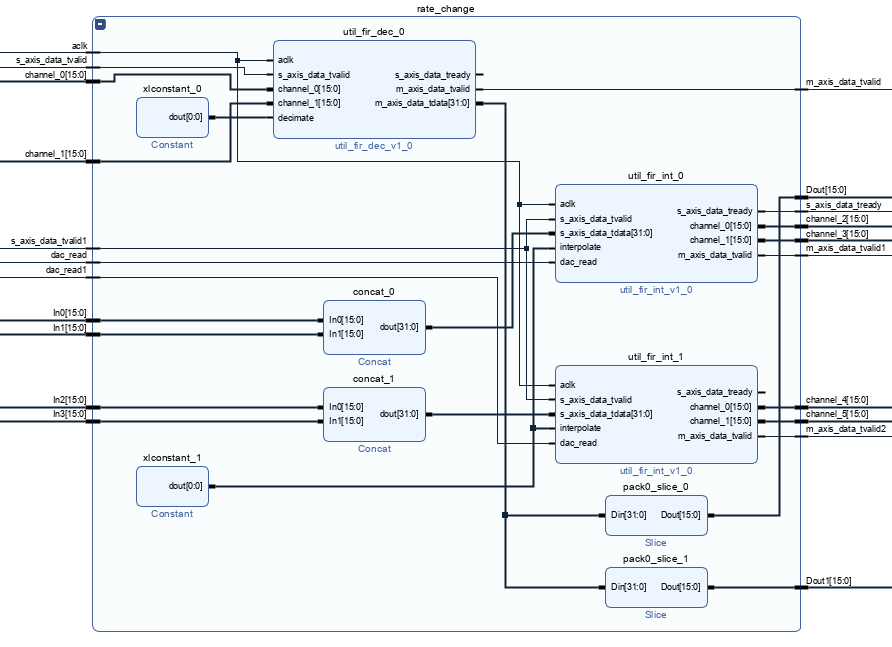 rate_change
aclk
s_axis_data_tvalid
channel_0[15:0]
channel_1[15:0]
s_axis_data_tvalid1
dac_read
dac_read1
In0[15:0]
In1[15:0]
In2[15:0]
In3[15:0]
xlconstant_0
dout[0:0]
Constant
util_fir_dec_0
aclk
s_axis_data_tvalid
channel_0[15:0]
channel_1[15:0]
decimate
s_axis_data_tready
m_axis_data_tvalid
m_axis_data_tdata[31:0]
util_fir_dec_v1_0
util_fir_int_0
aclk
s_axis_data_tvalid
s_axis_data_tdata[31:0]
interpolate
dac_read
s_axis_data_tready
channel_0[15:0]
channel_1[15:0]
m_axis_data_tvalid
util_fir_int_v1_0
concat_0
In0[15:0]
In1[15:0]
dout[31:0]
Concat
concat_1
In0[15:0]
In1[15:0]
dout[31:0]
Concat
util_fir_int_1
aclk
s_axis_data_tvalid
s_axis_data_tdata[31:0]
interpolate
dac_read
s_axis_data_tready
channel_0[15:0]
channel_1[15:0]
m_axis_data_tvalid
util_fir_int_v1_0
xlconstant_1
dout[0:0]
Constant
pack0_slice_0
Din[31:0]
Dout[15:0]
Slice
pack0_slice_1
Din[31:0]
Dout[15:0]
Slice
m_axis_data_tvalid
Dout[15:0]
s_axis_data_tready
channel_2[15:0]
channel_3[15:0]
m_axis_data_tvalid1
channel_4[15:0]
channel_5[15:0]
m_axis_data_tvalid2
Dout1[15:0]